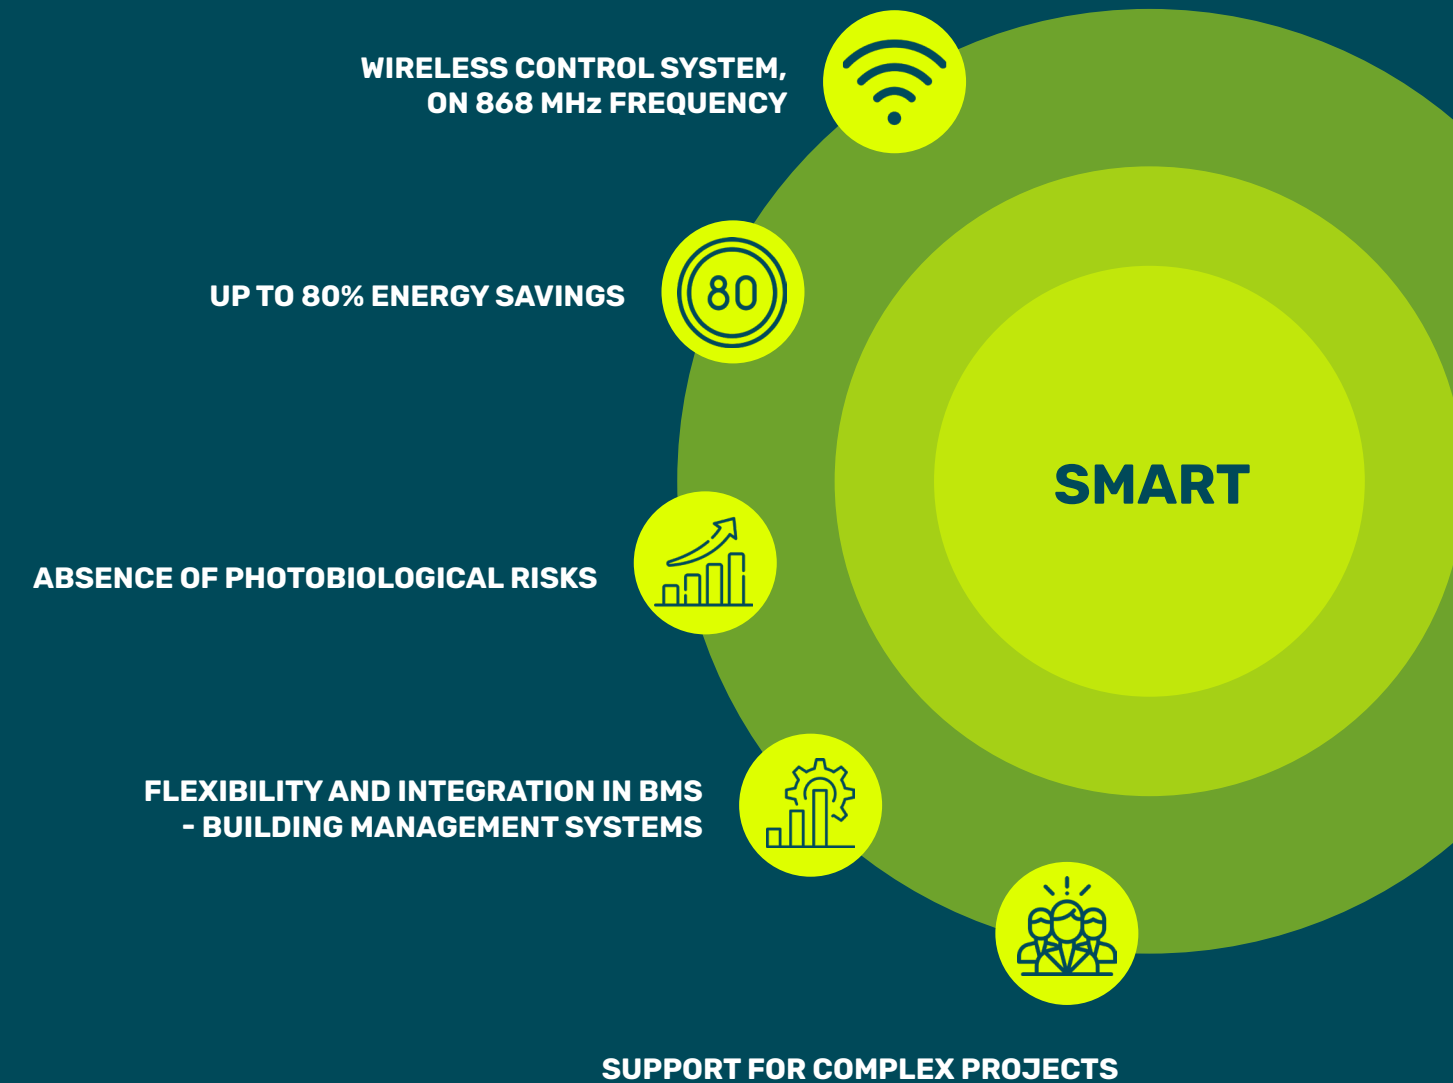 WIRELESS CONTROL SYSTEM,
ON 868 MHz FREQUENCY
80
UP TO 80% ENERGY SAVINGS
SMART
ABSENCE OF PHOTOBIOLOGICAL RISKS
FLEXIBILITY AND INTEGRATION IN BMS
- BUILDING MANAGEMENT SYSTEMS
SUPPORT FOR COMPLEX PROJECTS